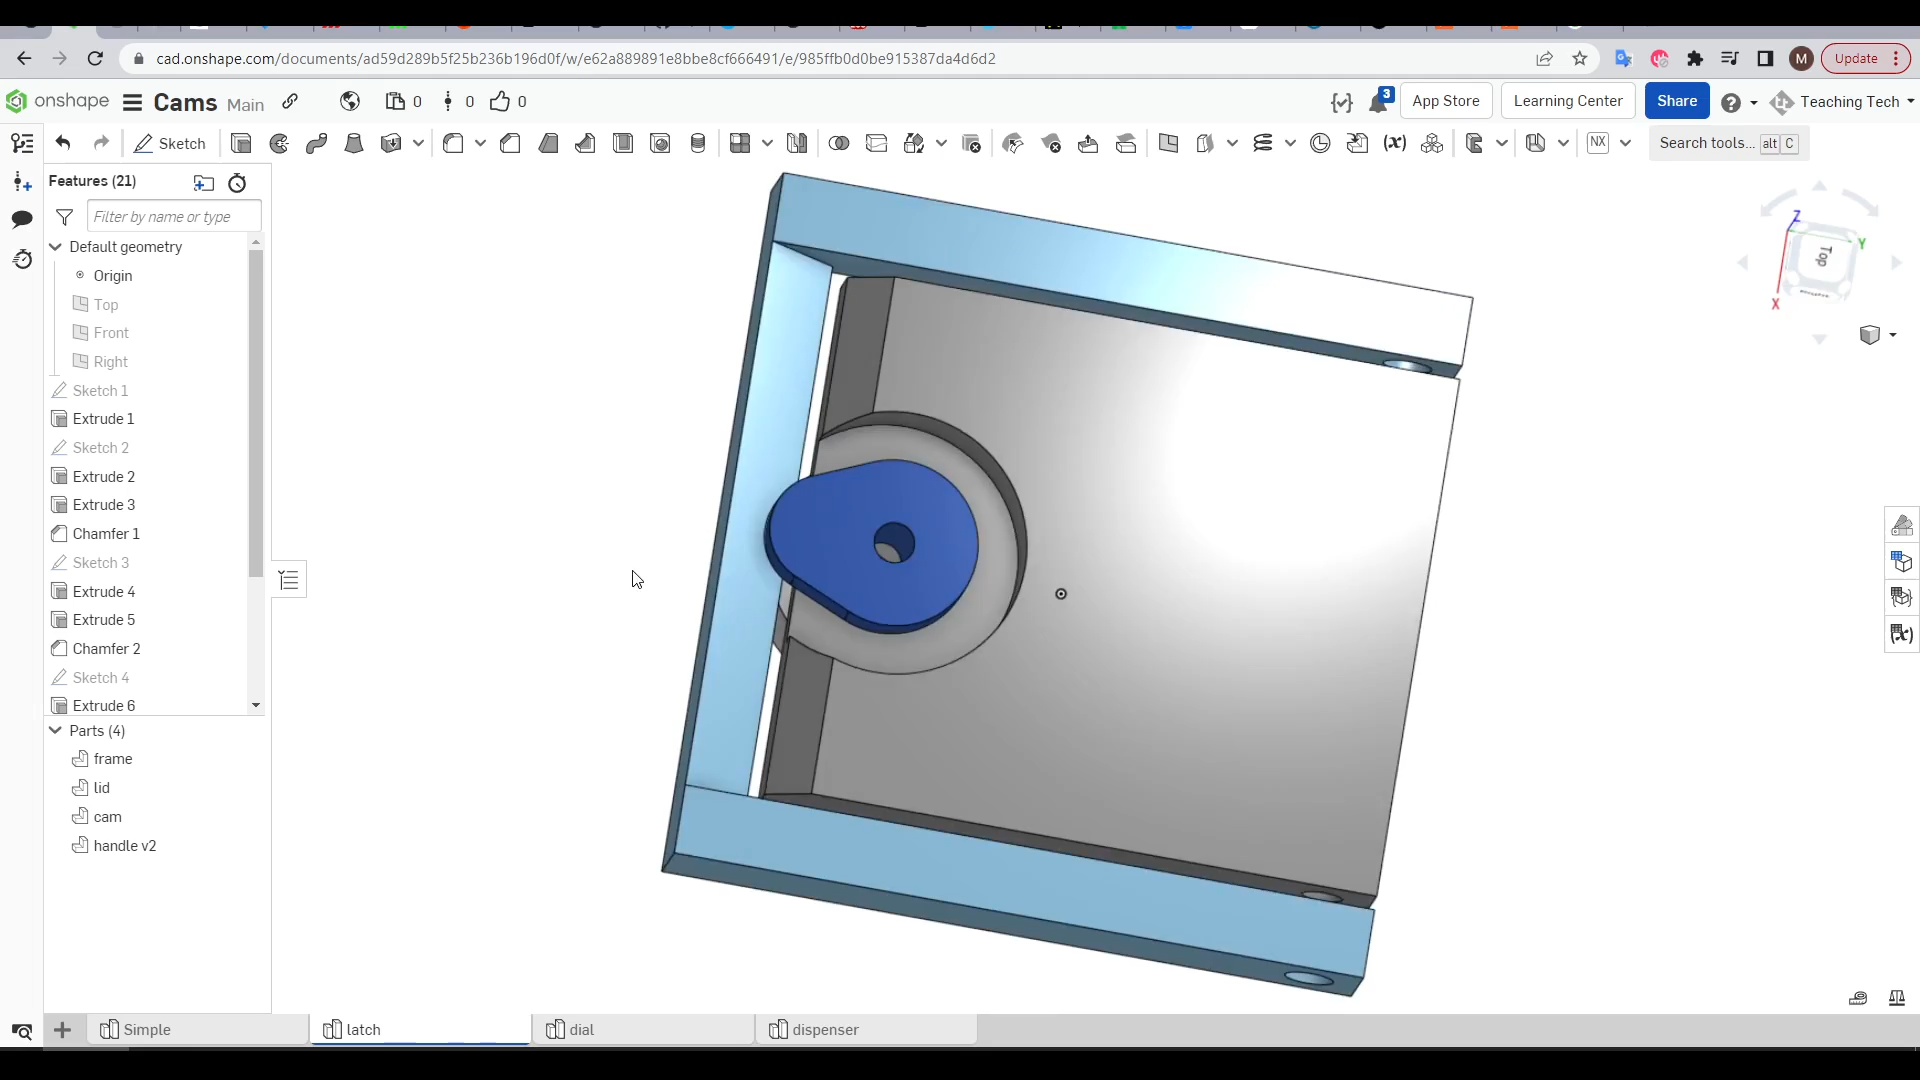 cad.onshape.com/documents/ad59d289b5f25b236b196d0f/w/e62a889891e8bbe8cf666491/e/985ffb0d0be915387da4d6d2
M
Update
onshape
Cams Main
0
0
0
3
App Store
Learning Center
Share
Teaching Tech
Sketch
(x)
NX
Search tools... alt C
Features (21)
Filter by name or type
Default geometry
Origin
Top
Front
Right
Sketch 1
Extrude 1
Sketch 2
Extrude 2
Extrude 3
Chamfer 1
Sketch 3
Extrude 4
Extrude 5
Chamfer 2
Sketch 4
Extrude 6
Parts (4)
frame
lid
cam
handle v2
Z
Y
Top
X
(x)
Simple
latch
dial
dispenser